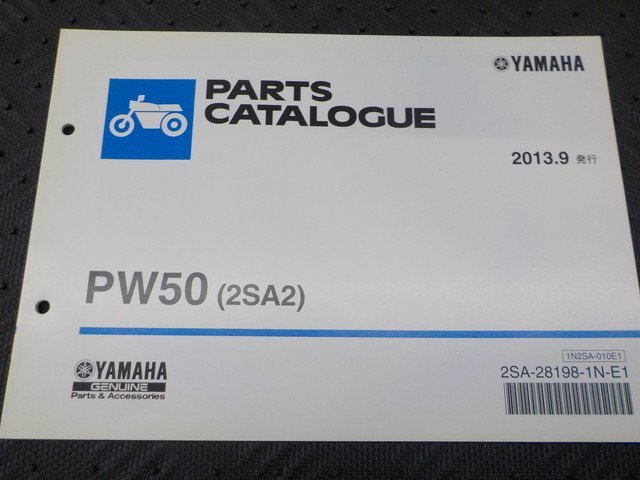 YAMAHA
PARTS
CATALOGUE
2013.9 発行
PW50 (2SA2)
YAMAHA
GENUINE
Parts & Accessories
1N2SA-010E1
2SA-28198-1N-E1